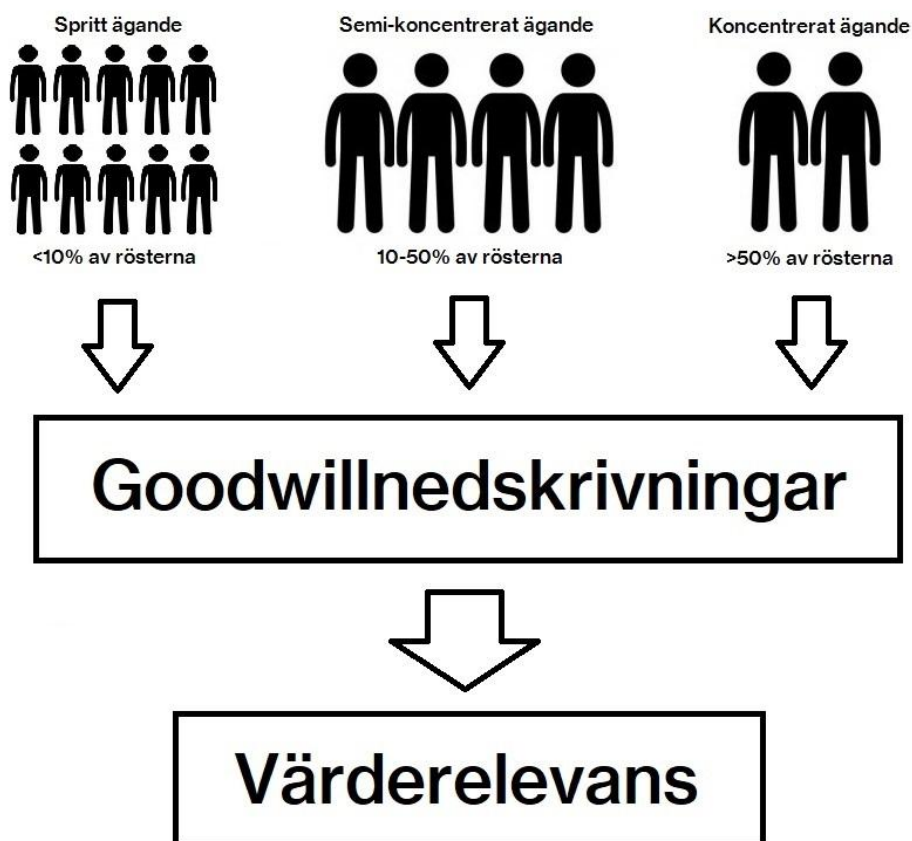 Spritt ägande
Semi-koncentrerat ägande
Koncentrerat ägande
<10% av rösterna
10-50% av rösterna
>50% av rösterna
Goodwillnedskrivningar
Värderelevans